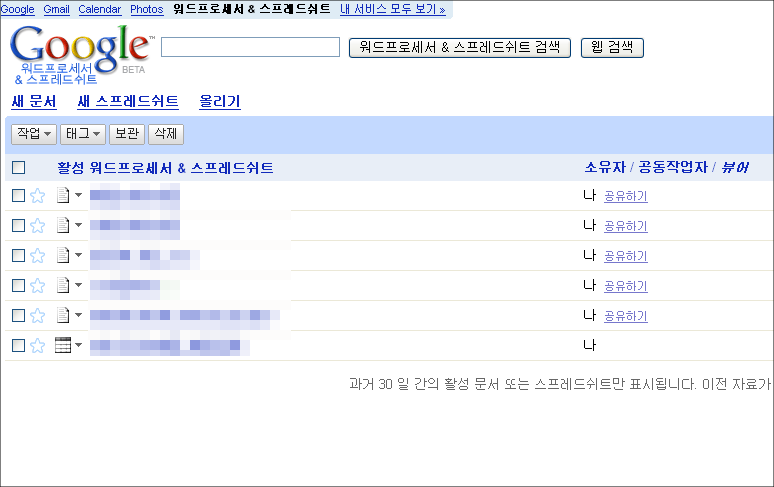 Google Gmail Calendar Photos 워드프로세서 & 스프레드쉬트 내 서비스 모두 보기 »
Google™
워드프로세서 BETA
& 스프레드쉬트
워드프로세서 & 스프레드쉬트 검색 웹 검색
새 문서 새 스프레드쉬트 올리기
작업 태그 보관 삭제
활성 워드프로세서 & 스프레드쉬트 소유자 / 공동작업자 / 뷰어
나 공유하기
나 공유하기
나 공유하기
나 공유하기
나 공유하기
나
과거 30 일 간의 활성 문서 또는 스프레드쉬트만 표시됩니다. 이전 자료가